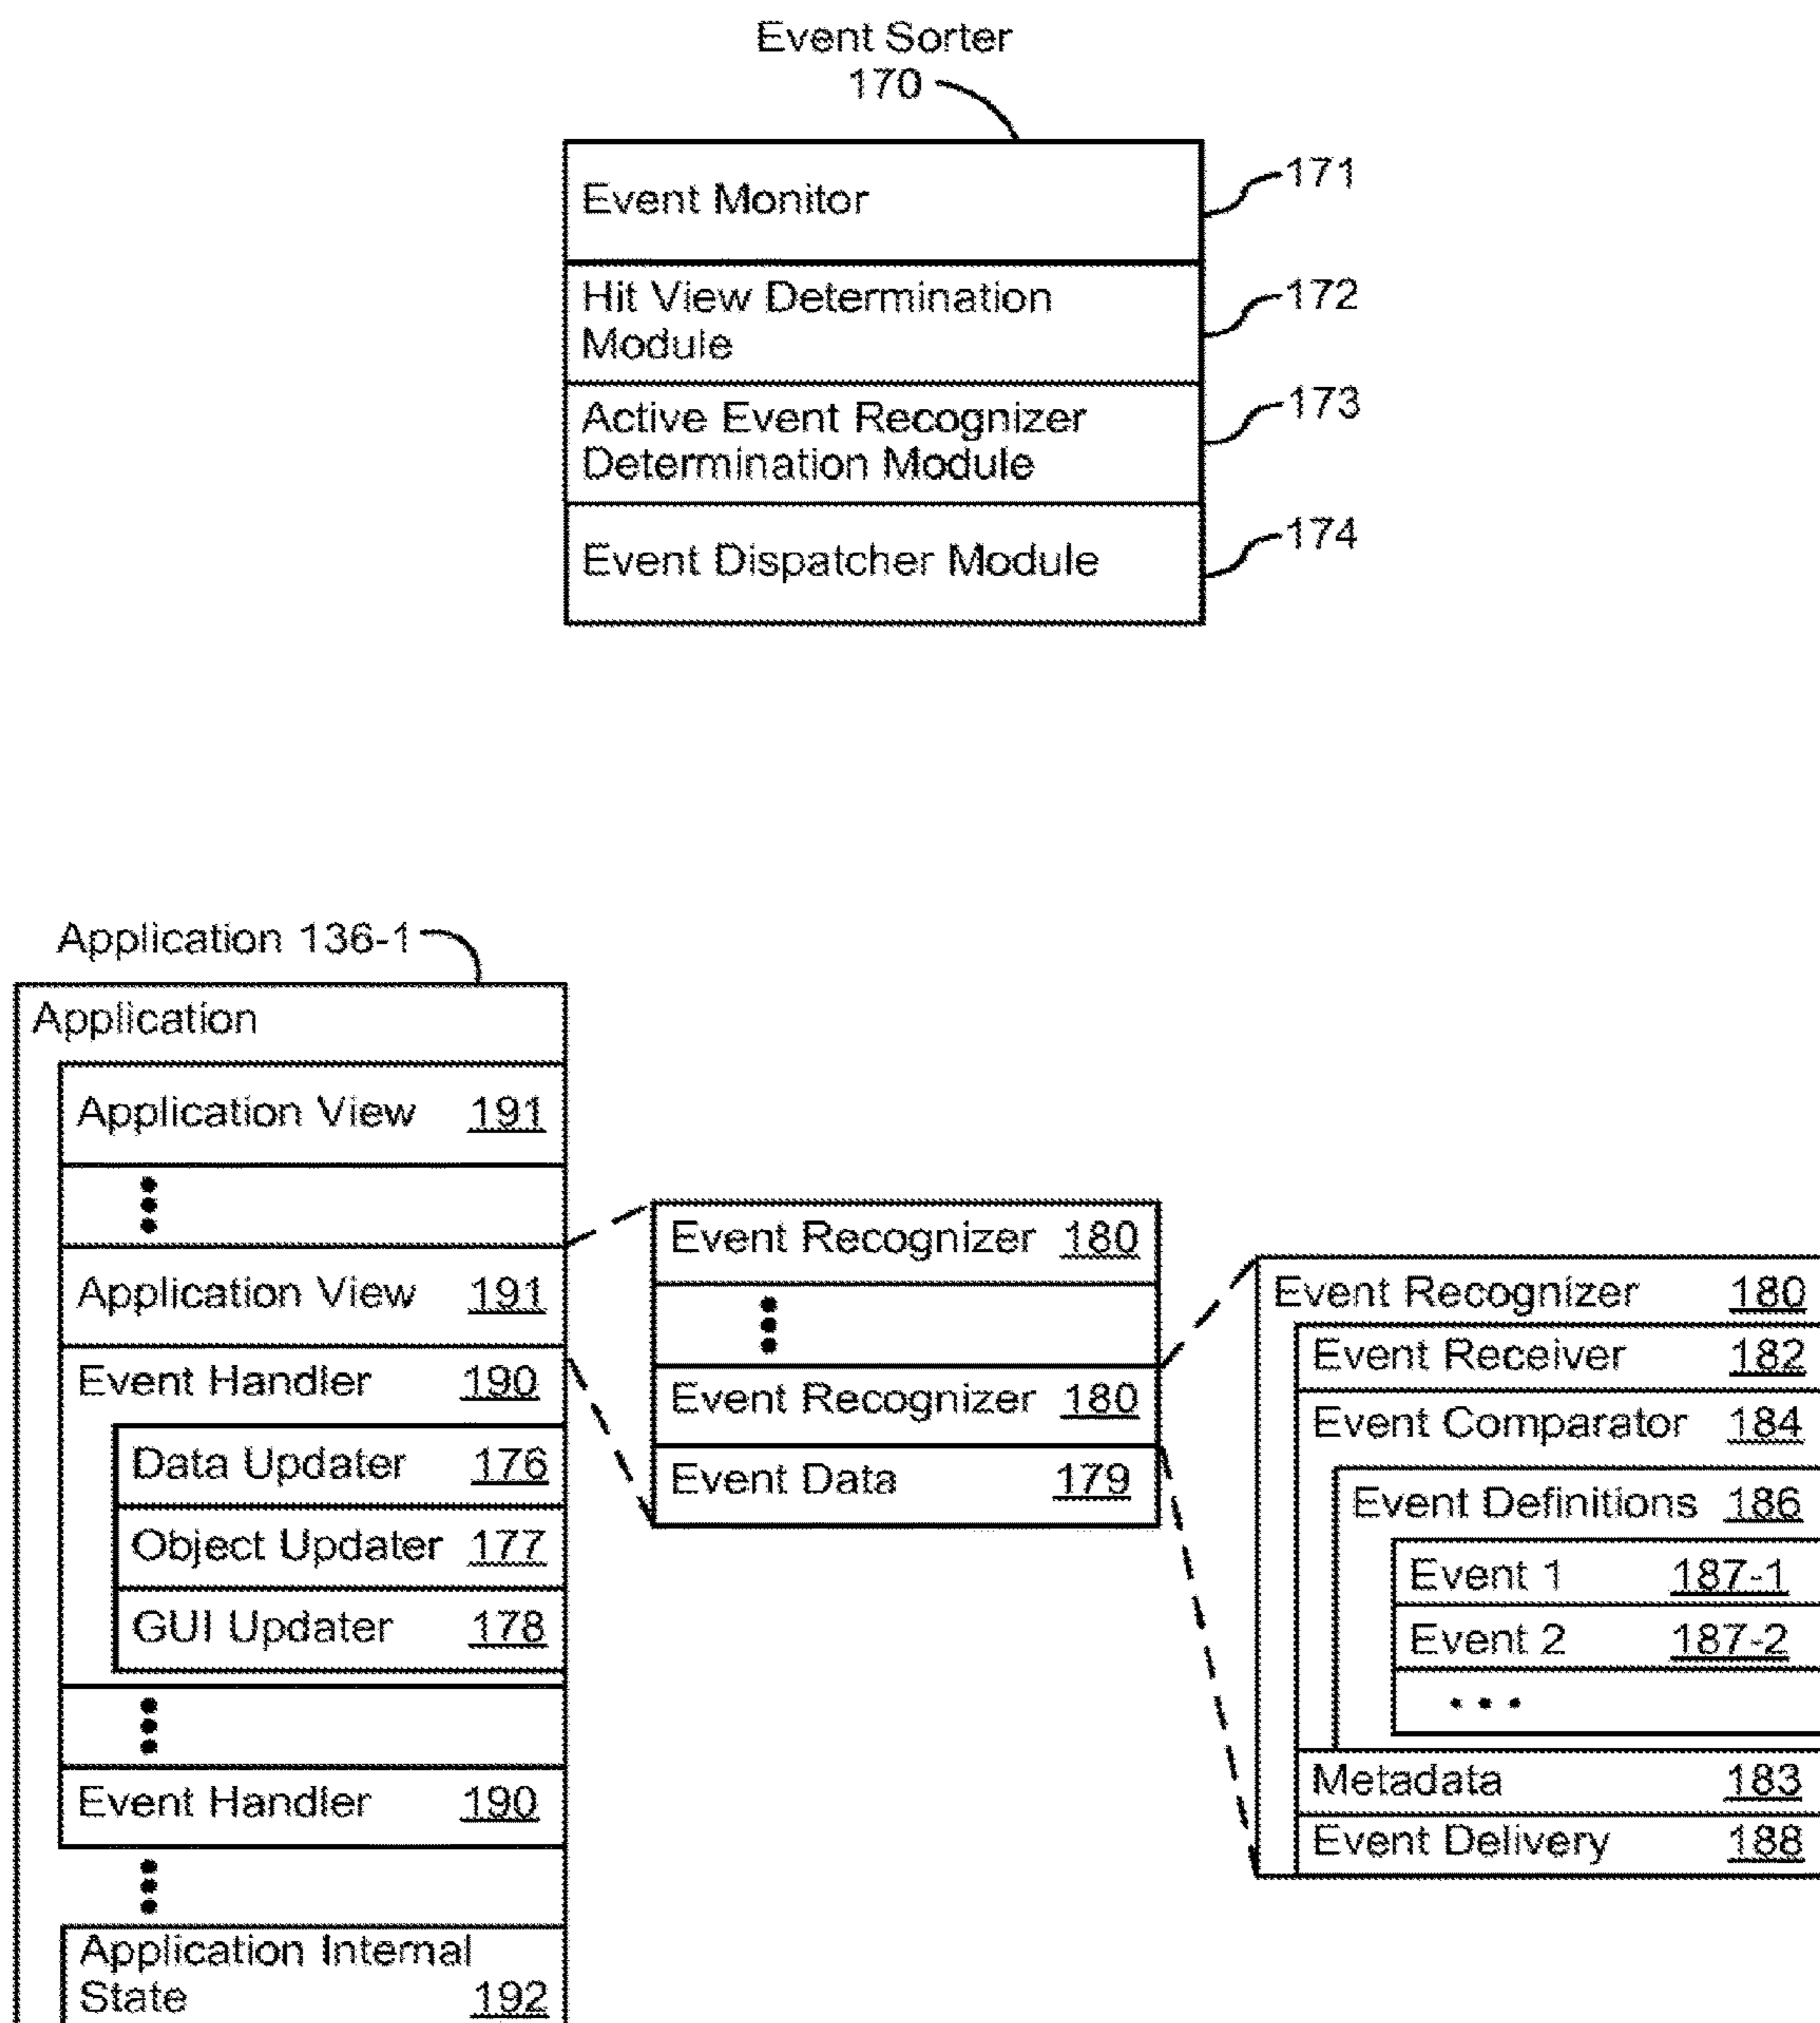 Event Sorter
170
Event Monitor
171
Hit View Determination
Module
172
Active Event Recognizer
Determination Module
173
Event Dispatcher Module
174
Application 136-1
Application
Application View 191
Application View 191
Event Handler 190
Data Updater 176
Object Updater 177
GUI Updater 178
Event Handler 190
Application Internal
State 192
Event Recognizer 180
Event Recognizer 180
Event Data 179
Event Recognizer 180
Event Receiver 182
Event Comparator 184
Event Definitions 186
Event 1 187-1
Event 2 187-2
Metadata 183
Event Delivery 188